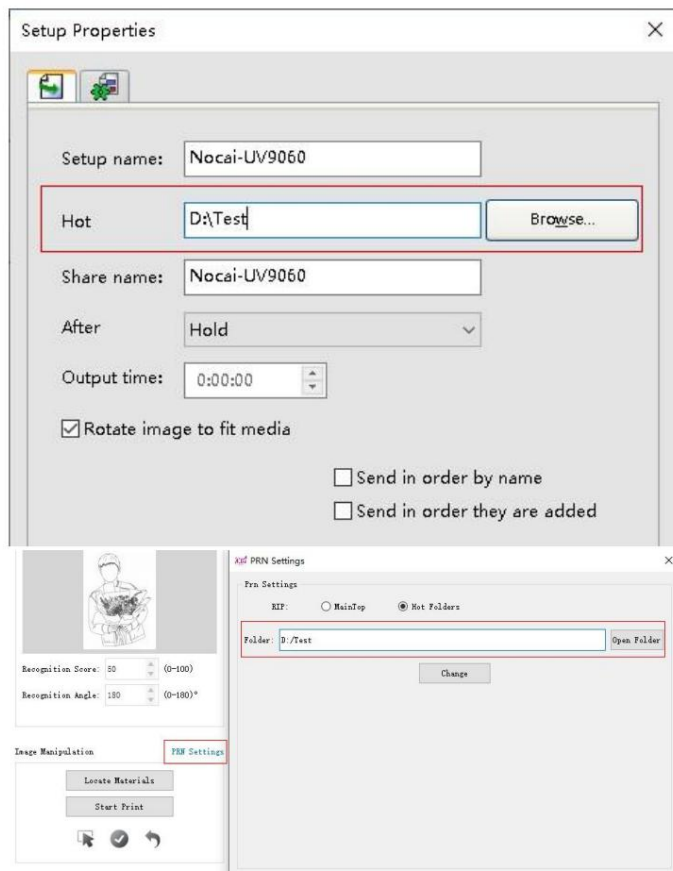 Setup Properties
Setup name: Nocai-UV9060
Hot D:\Test Browse...
Share name: Nocai-UV9060
After Hold
Output time: 0:00:00
Rotate image to fit media
Send in order by name
Send in order they are added
PRN Settings
Prn Settings
RIP: MainTop Hot Folders
Folder: D:/Test Open Folder
Change
Recognition Score: 50 (0-100)
Recognition Angle: 180 (0-180)°
Image Manipulation PRN Settings
Locate Materials
Start Print